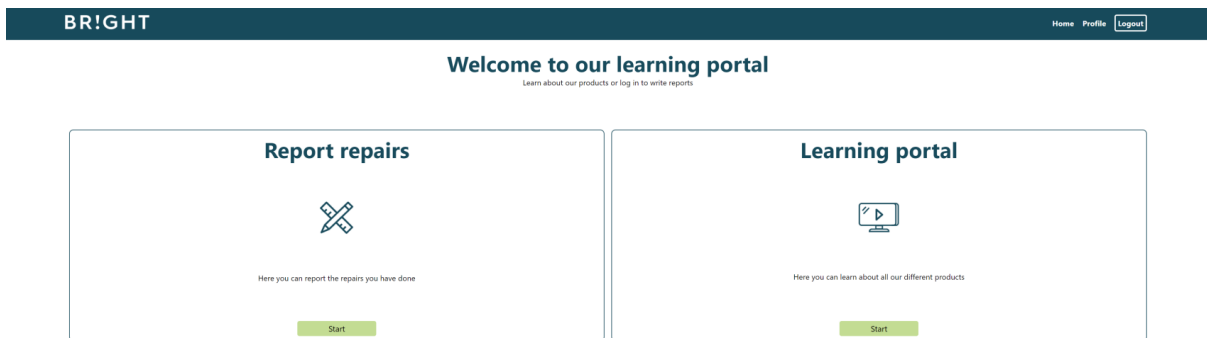 BR!GHT
Home Profile Logout
Welcome to our learning portal
Learn about our products or log in to write reports
Report repairs
Here you can report the repairs you have done
Start
Learning portal
Here you can learn about all our different products
Start